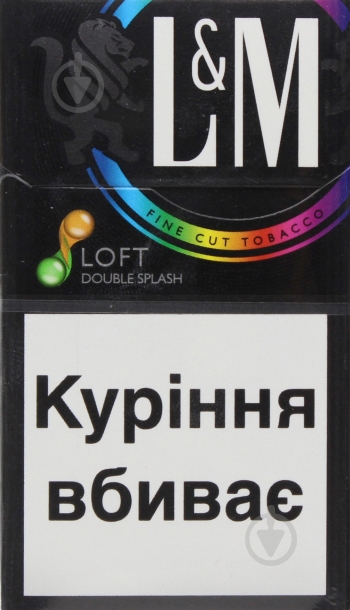 L&M
FINE CUT TOBACCO
LOFT
DOUBLE SPLASH
Куріння
вбиває